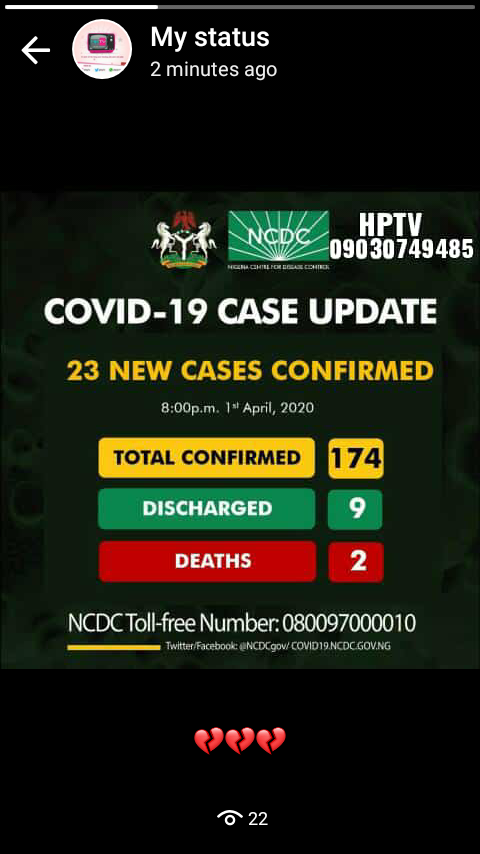 My status
2 minutes ago
NCDC
NIGERIA CENTRE FOR DISEASE CONTROL
HPTV
09030749485
COVID-19 CASE UPDATE
23 NEW CASES CONFIRMED
8:00p.m. 1st April, 2020
TOTAL CONFIRMED 174
DISCHARGED 9
DEATHS 2
NCDC Toll-free Number: 080097000010
Twitter/Facebook: @NCDCgov/ COVID19.NCDC.GOV.NG
💔💔💔
22